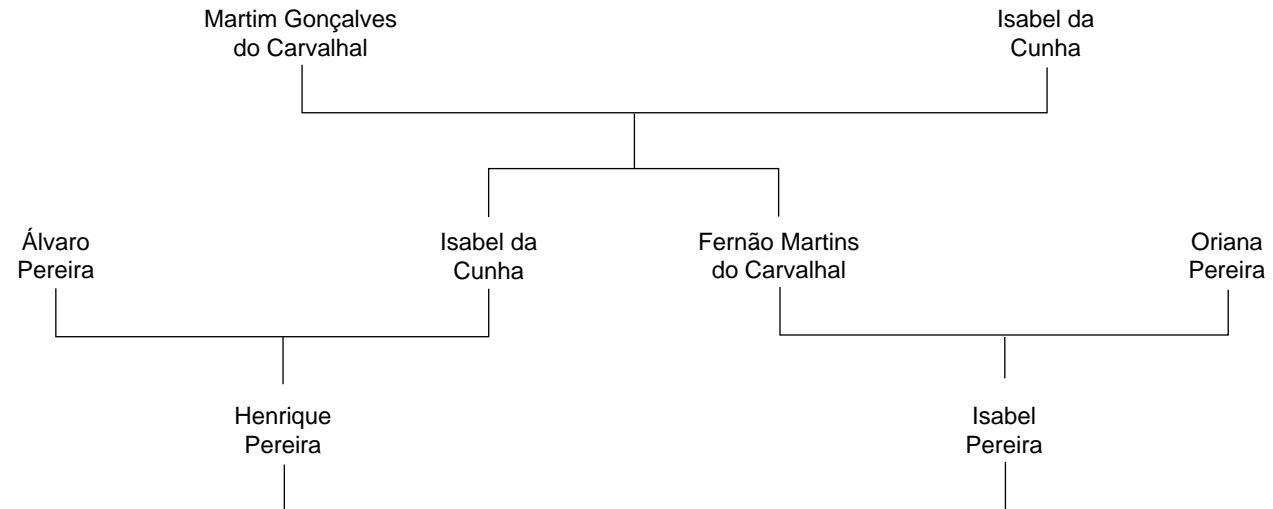 Martim Gonçalves
do Carvalhal
Isabel da
Cunha
Álvaro
Pereira
Isabel da
Cunha
Fernão Martins
do Carvalhal
Oriana
Pereira
Henrique
Pereira
Isabel
Pereira